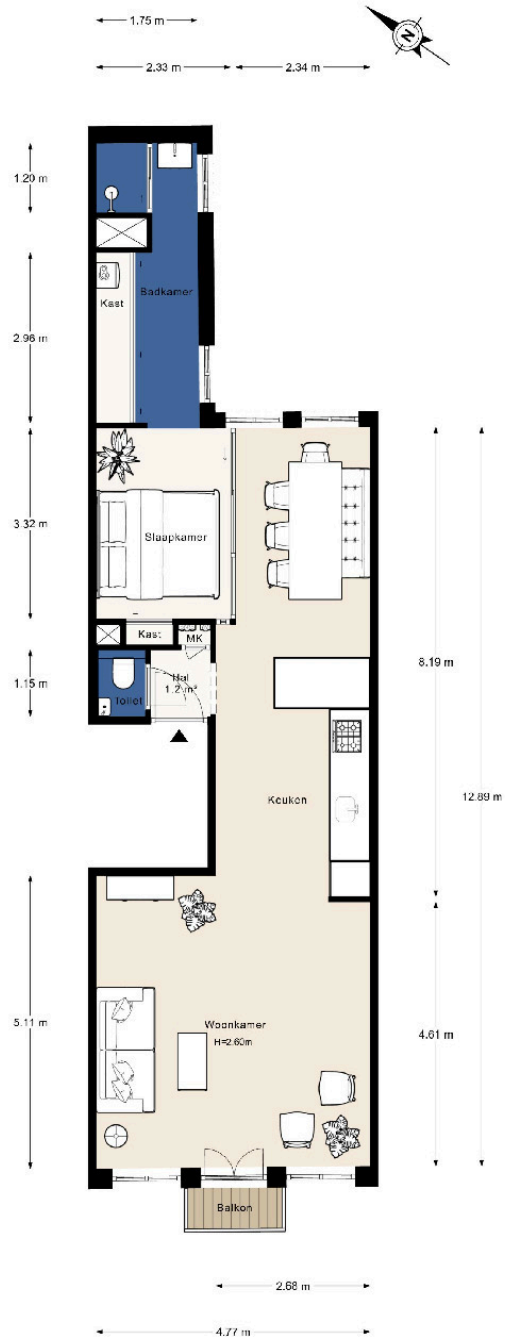 1.75 m
N
2.33 m
2.34 m
1.20 m
Badkamer
Kast
2.96 m
3.32 m
Slaapkamer
Kast
MK
Hal
1.2 m²
Toilet
1.15 m
8.19 m
Keuken
12.89 m
5.11 m
Woonkamer
H=2.60m
4.61 m
Balkon
2.68 m
4.77 m